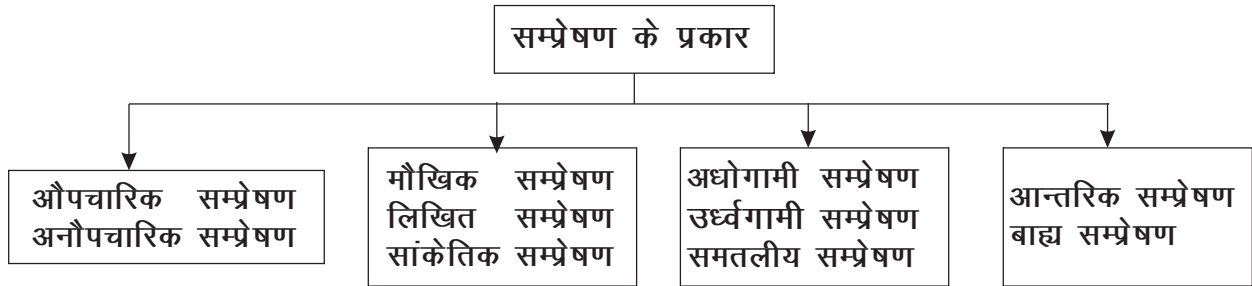 सम्प्रेषण के प्रकार
औपचारिक सम्प्रेषण
अनौपचारिक सम्प्रेषण
मौखिक सम्प्रेषण
लिखित सम्प्रेषण
सांकेतिक सम्प्रेषण
अधोगामी सम्प्रेषण
उर्ध्वगामी सम्प्रेषण
समतलीय सम्प्रेषण
आन्तरिक सम्प्रेषण
बाह्य सम्प्रेषण